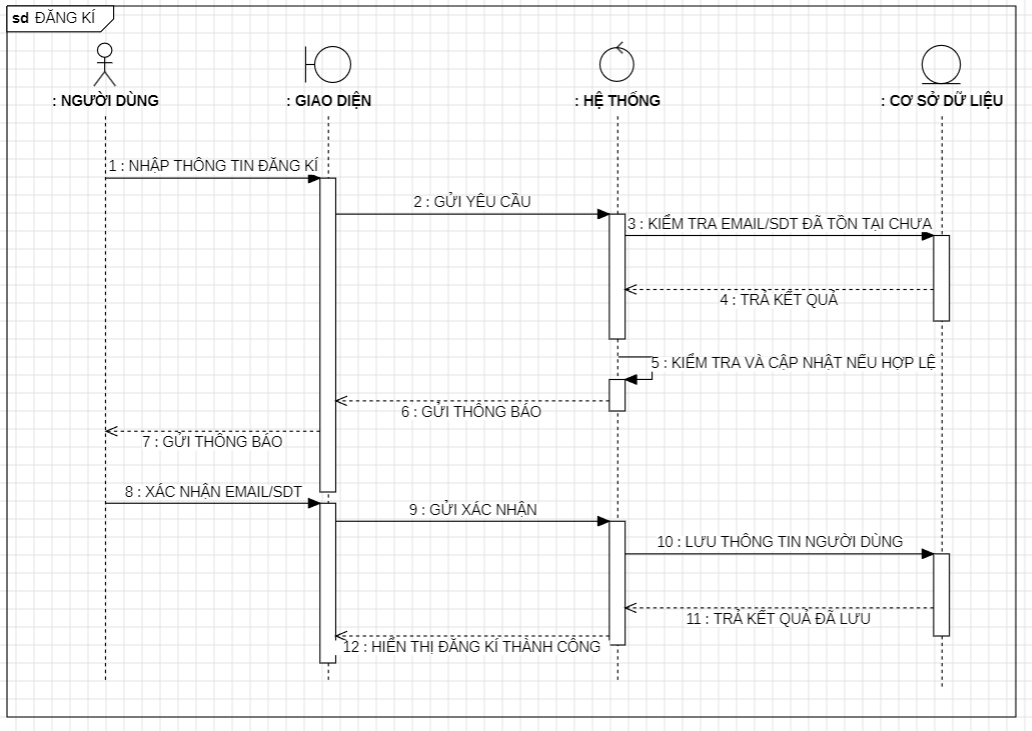 sd ĐĂNG KÍ
: NGƯỜI DÙNG
: GIAO DIỆN
: HỆ THỐNG
: CƠ SỞ DỮ LIỆU
1 : NHẬP THÔNG TIN ĐĂNG KÍ
2 : GỬI YÊU CẦU
3 : KIỂM TRA EMAIL/SDT ĐÃ TỒN TẠI CHƯA
4 : TRẢ KẾT QUẢ
5 : KIỂM TRA VÀ CẬP NHẬT NẾU HỢP LỆ
6 : GỬI THÔNG BÁO
7 : GỬI THÔNG BÁO
8 : XÁC NHẬN EMAIL/SDT
9 : GỬI XÁC NHẬN
10 : LƯU THÔNG TIN NGƯỜI DÙNG
11 : TRẢ KẾT QUẢ ĐÃ LƯU
12 : HIỂN THỊ ĐĂNG KÍ THÀNH CÔNG